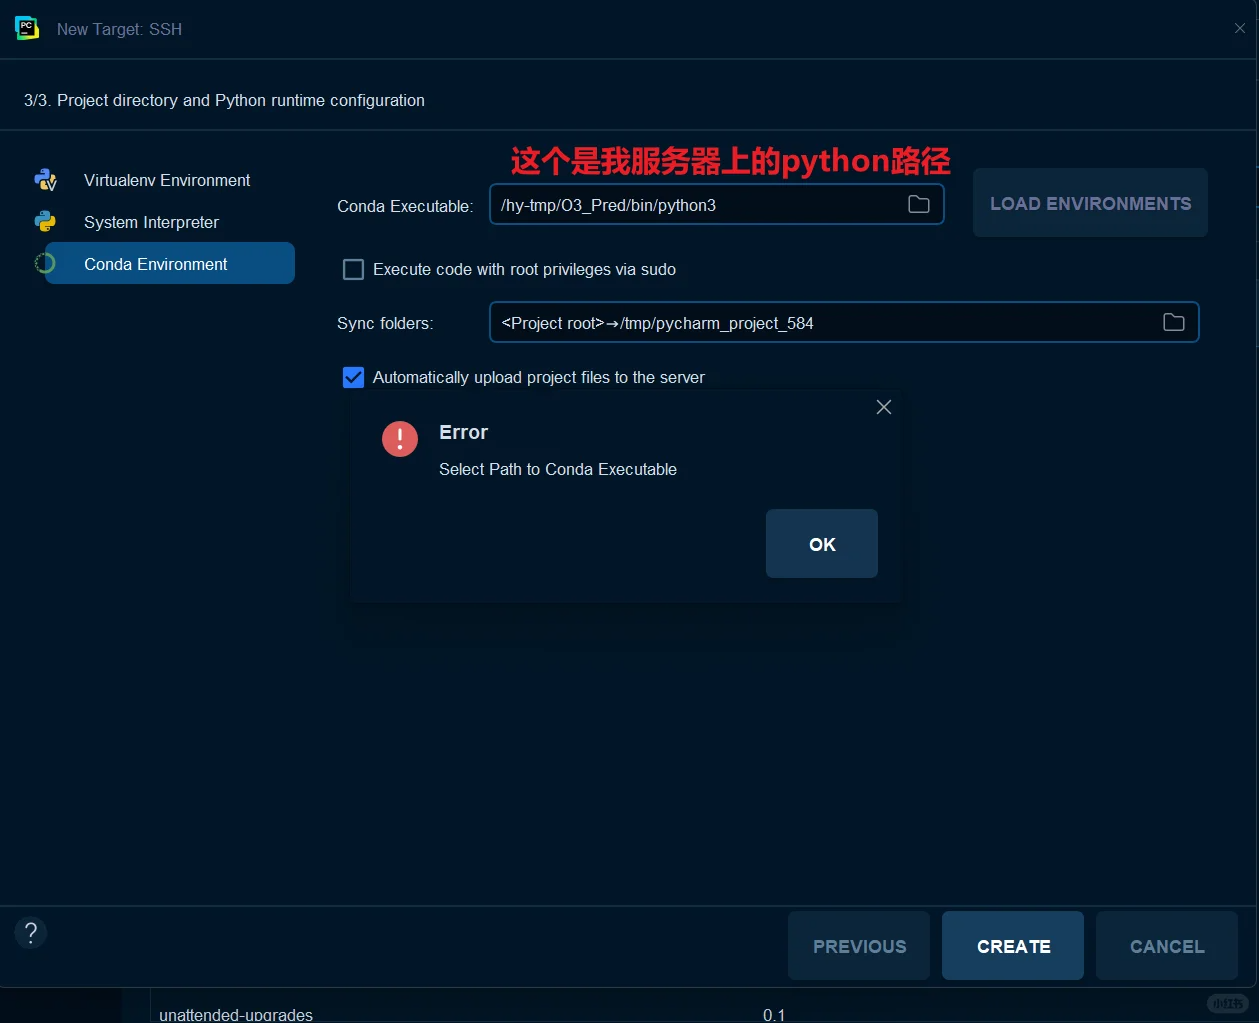 PC
New Target: SSH
3/3. Project directory and Python runtime configuration
这个是我服务器上的python路径
Virtualenv Environment
System Interpreter
Conda Environment
Conda Executable:
/hy-tmp/O3_Pred/bin/python3
LOAD ENVIRONMENTS
Execute code with root privileges via sudo
Sync folders:
<Project root>→/tmp/pycharm_project_584
Automatically upload project files to the server
Error
Select Path to Conda Executable
OK
?
PREVIOUS
CREATE
CANCEL
unattended-upgrades
0.1
小红书